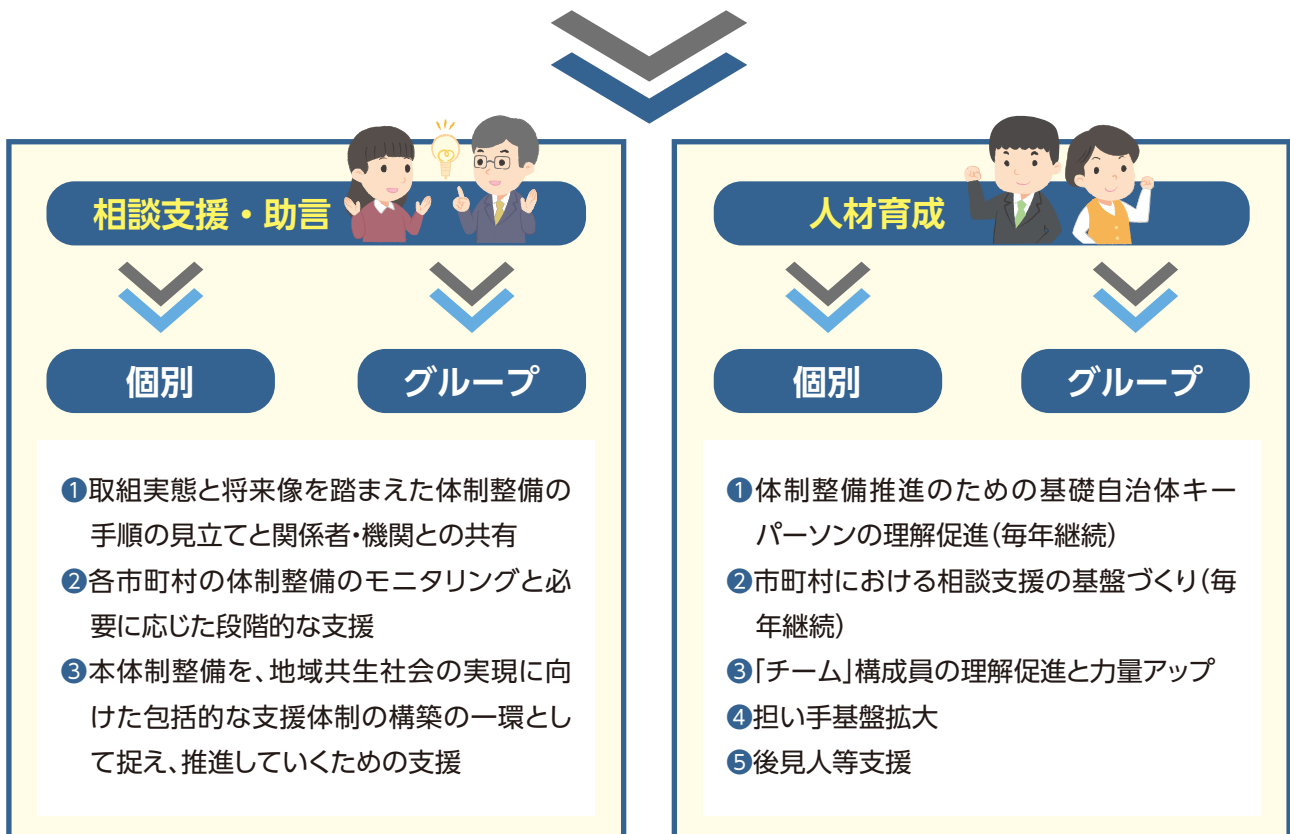 相談支援・助言
個別
グループ
❶取組実態と将来像を踏まえた体制整備の
手順の見立てと関係者・機関との共有
❷各市町村の体制整備のモニタリングと必
要に応じた段階的な支援
❸本体制整備を、地域共生社会の実現に向
けた包括的な支援体制の構築の一環とし
て捉え、推進していくための支援
人材育成
個別
グループ
❶体制整備推進のための基礎自治体キー
パーソンの理解促進（毎年継続）
❷市町村における相談支援の基盤づくり（毎
年継続）
❸「チーム」構成員の理解促進と力量アップ
❹担い手基盤拡大
❺後見人等支援